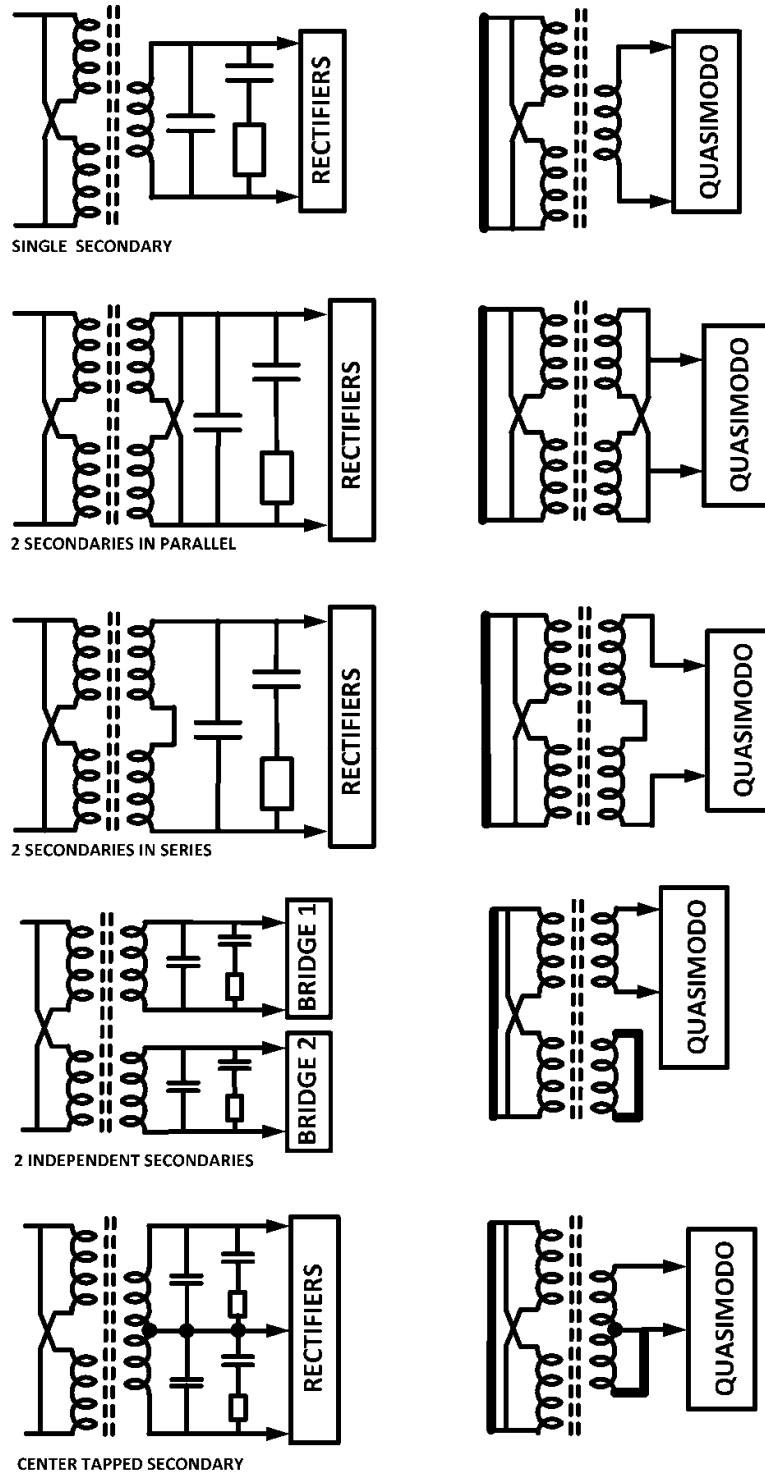 RECTIFIERS
QUASIMODO
SINGLE SECONDARY
RECTIFIERS
QUASIMODO
2 SECONDARIES IN PARALLEL
RECTIFIERS
QUASIMODO
2 SECONDARIES IN SERIES
BRIDGE 1
BRIDGE 2
QUASIMODO
2 INDEPENDENT SECONDARIES
RECTIFIERS
QUASIMODO
CENTER TAPPED SECONDARY